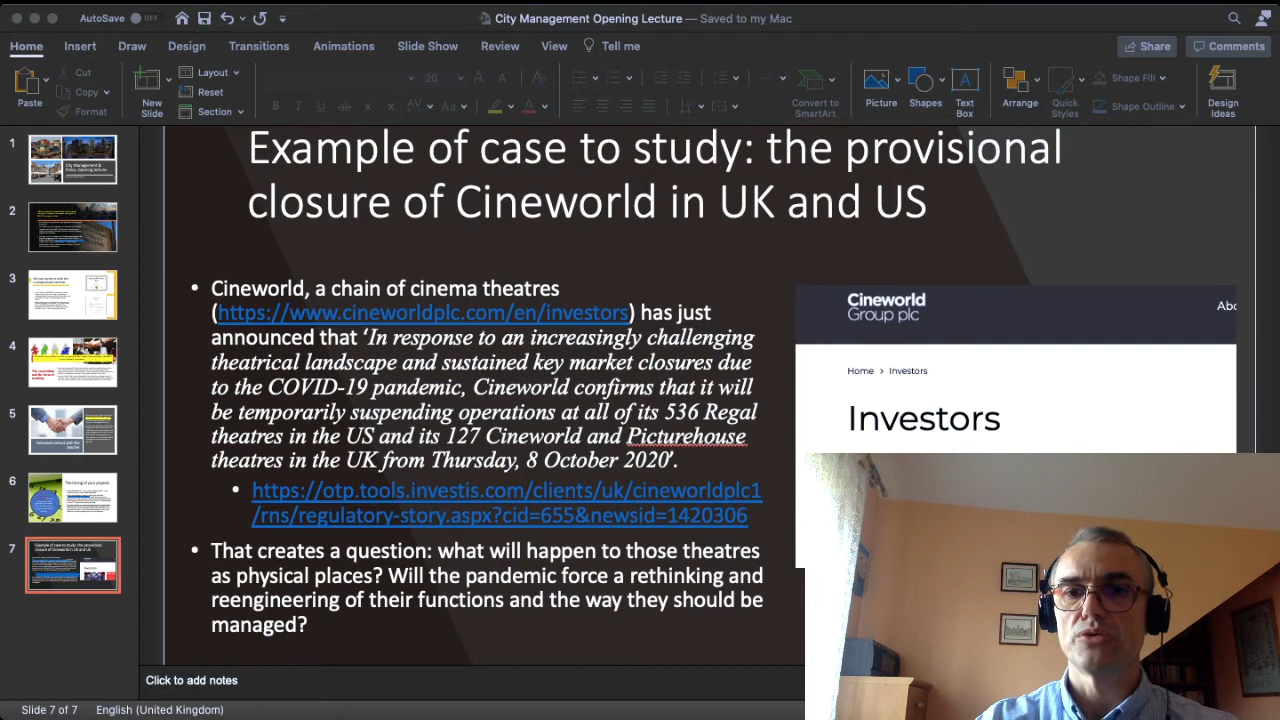 AutoSave OFF
City Management Opening Lecture — Saved to my Mac
Home Insert Draw Design Transitions Animations Slide Show Review View Tell me Share Comments
Paste Cut Copy Format
New Slide Layout Reset Section
20
Convert to SmartArt
Picture Shapes Text Box
Arrange Quick Styles Shape Fill Shape Outline
Design Ideas
1
2
3
4
5
6
7
Example of case to study: the provisional
closure of Cineworld in UK and US
• Cineworld, a chain of cinema theatres
(https://www.cineworldplc.com/en/investors) has just
announced that ‘In response to an increasingly challenging
theatrical landscape and sustained key market closures due
to the COVID-19 pandemic, Cineworld confirms that it will
be temporarily suspending operations at all of its 536 Regal
theatres in the US and its 127 Cineworld and Picturehouse
theatres in the UK from Thursday, 8 October 2020’.
• https://otp.tools.investis.com/clients/uk/cineworldplc1
/rns/regulatory-story.aspx?cid=655&newsid=1420306
• That creates a question: what will happen to those theatres
as physical places? Will the pandemic force a rethinking and
reengineering of their functions and the way they should be
managed?
Cineworld
Group plc
Abo
Home > Investors
Investors
Click to add notes
Slide 7 of 7 English (United Kingdom)